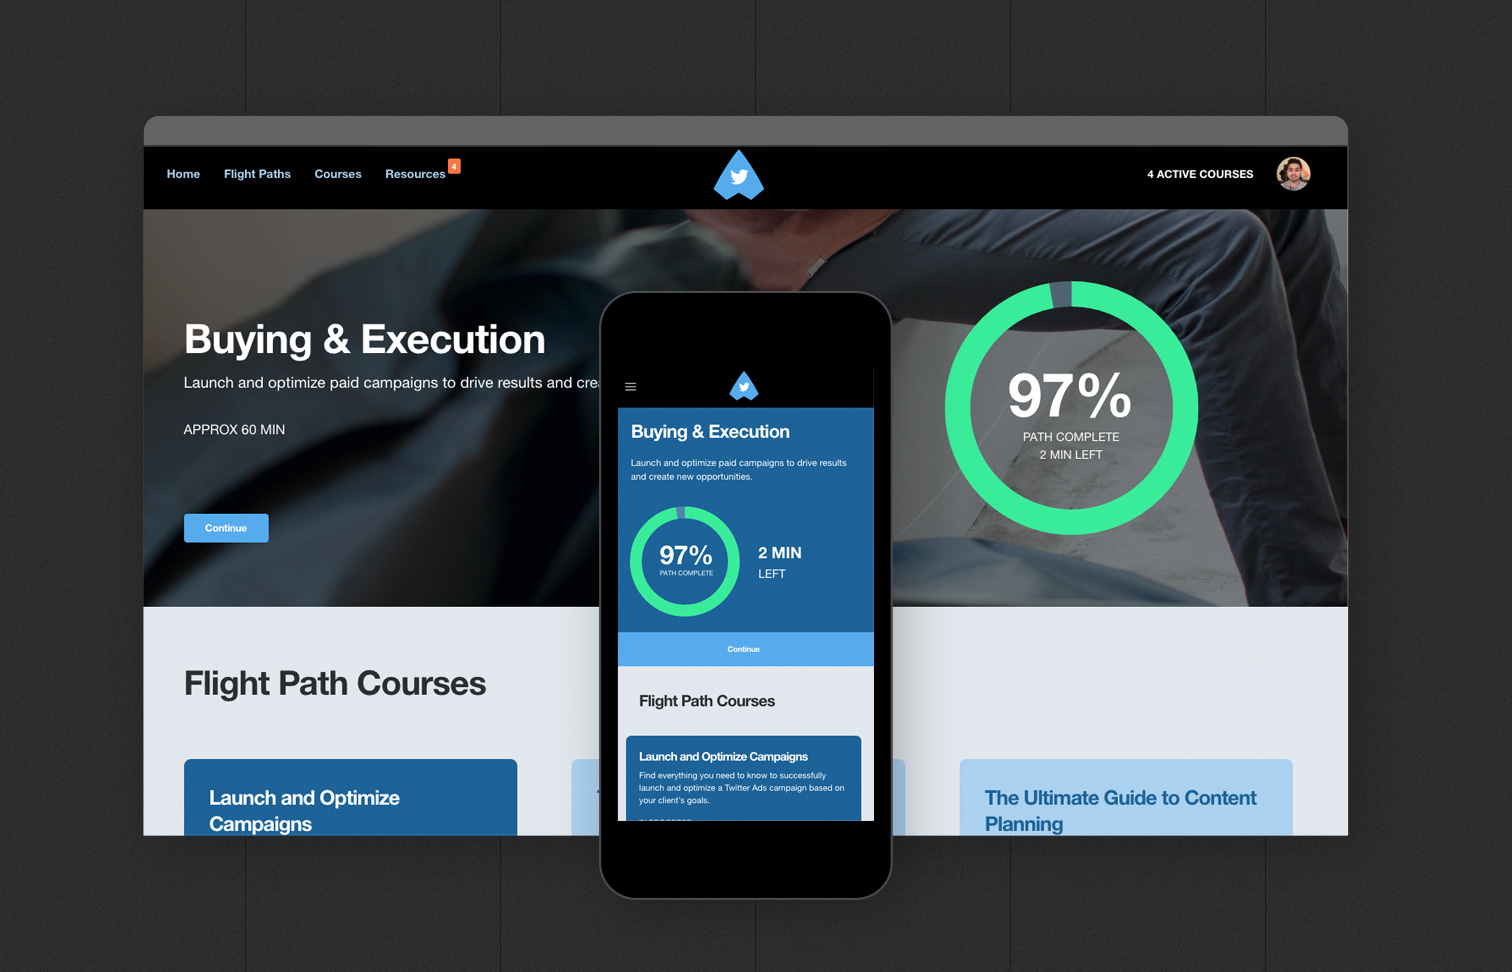 Home
Flight Paths
Courses
Resources
4
4 ACTIVE COURSES
Buying & Execution
Launch and optimize paid campaigns to drive results and
APPROX 60 MIN
Continue
97%
PATH COMPLETE
2 MIN LEFT
Flight Path Courses
Launch and Optimize
Campaigns
The Ultimate Guide to Content
Planning
Buying & Execution
Launch and optimize paid campaigns to drive results
and create new opportunities.
97%
PATH COMPLETE
2 MIN
LEFT
Continue
Flight Path Courses
Launch and Optimize Campaigns
Find everything you need to know to successfully
launch and optimize a Twitter Ads campaign based on
your client's goals.